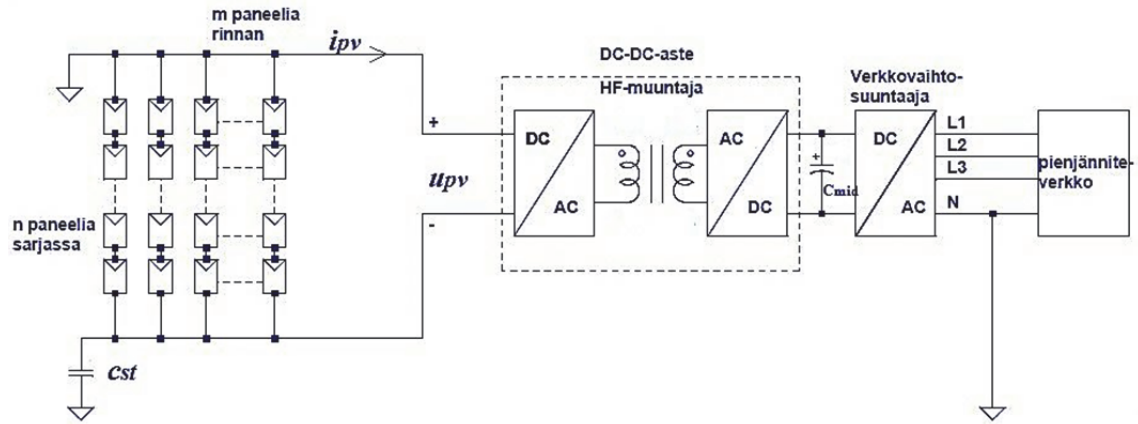 m paneelia
rinnan
ipv
DC-DC-aste
HF-muuntaja
Verkkovaihto-
suuntaaja
+
DC
AC
AC
DC
+
Cmid
DC
AC
L1
L2
L3
N
pienjännite-
verkko
upv
-
n paneelia
sarjassa
cst